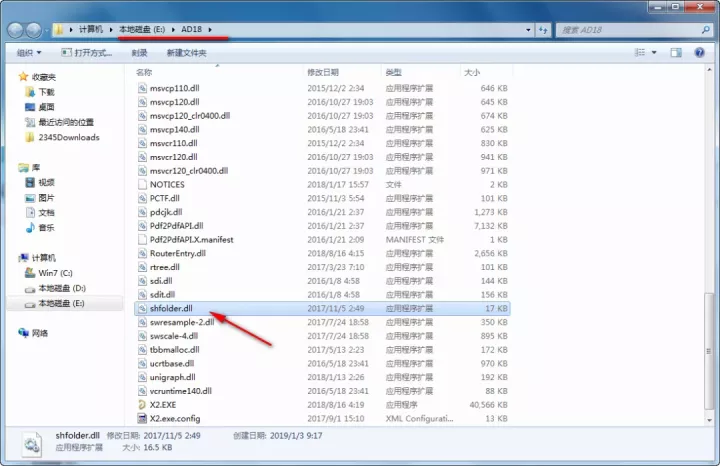 计算机 ▸ 本地磁盘 (E:) ▸ AD18 ▸
搜索 AD18
组织 打开方式... 刻录 新建文件夹
名称 修改日期 类型 大小
收藏夹
下载
桌面
最近访问的位置
2345Downloads
库
视频
图片
文档
音乐
计算机
Win7 (C:)
本地磁盘 (D:)
本地磁盘 (E:)
网络
msvcp110.dll 2015/12/2 2:34 应用程序扩展 646 KB
msvcp120.dll 2016/10/27 19:03 应用程序扩展 645 KB
msvcp120_clr0400.dll 2016/10/27 19:03 应用程序扩展 674 KB
msvcp140.dll 2016/5/18 23:41 应用程序扩展 625 KB
msvcr110.dll 2015/12/2 2:34 应用程序扩展 830 KB
msvcr120.dll 2016/10/27 19:03 应用程序扩展 941 KB
msvcr120_clr0400.dll 2016/10/27 19:03 应用程序扩展 971 KB
NOTICES 2018/1/17 15:57 文件 2 KB
PCTF.dll 2015/11/3 5:54 应用程序扩展 101 KB
pdcjk.dll 2016/1/21 2:37 应用程序扩展 1,273 KB
Pdf2PdfAPI.dll 2016/1/21 2:37 应用程序扩展 7,132 KB
Pdf2PdfAPI.X.manifest 2016/1/21 2:09 MANIFEST 文件 1 KB
RouterEntry.dll 2018/8/16 4:15 应用程序扩展 2,656 KB
rtree.dll 2017/3/23 7:10 应用程序扩展 101 KB
sdi.dll 2016/1/8 4:58 应用程序扩展 144 KB
sdit.dll 2016/1/8 4:58 应用程序扩展 156 KB
shfolder.dll 2017/11/5 2:49 应用程序扩展 17 KB
swresample-2.dll 2017/7/24 18:58 应用程序扩展 350 KB
swscale-4.dll 2017/7/24 18:58 应用程序扩展 895 KB
tbbmalloc.dll 2017/5/13 2:23 应用程序扩展 172 KB
ucrtbase.dll 2016/5/18 23:41 应用程序扩展 970 KB
unigraph.dll 2018/1/13 2:26 应用程序扩展 192 KB
vcruntime140.dll 2016/5/18 23:41 应用程序扩展 88 KB
X2.EXE 2018/8/16 4:19 应用程序 40,566 KB
X2.exe.config 2017/9/1 15:10 XML Configurati... 13 KB
shfolder.dll 修改日期: 2017/11/5 2:49 创建日期: 2019/1/3 9:17
应用程序扩展 大小: 16.5 KB